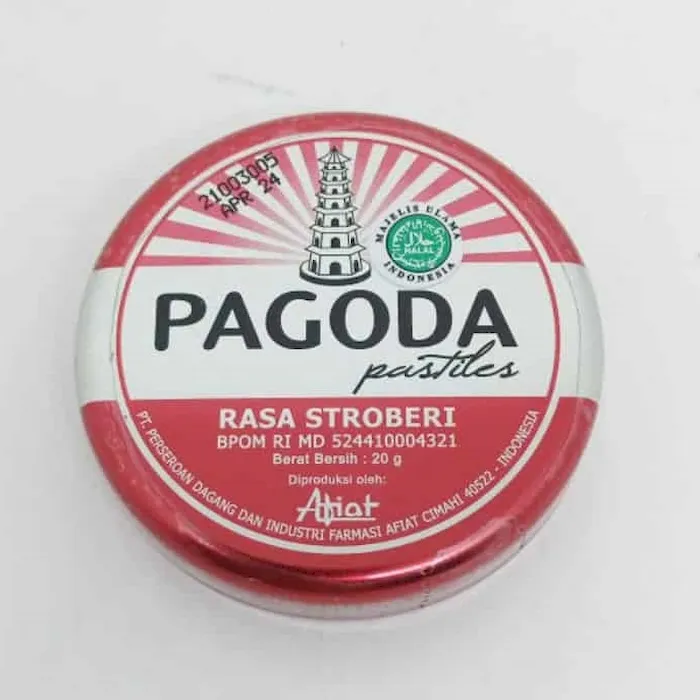 21003005
APR 24
MAJELIS ULAMA
HALAL
INDONESIA
PAGODA
pastiles
RASA STROBERI
BPOM RI MD 524410004321
Berat Bersih : 20 g
Diproduksi oleh:
Afiat
PT. PERSEROAN DAGANG DAN INDUSTRI FARMASI AFIAT CIMAHI 40522 - INDONESIA